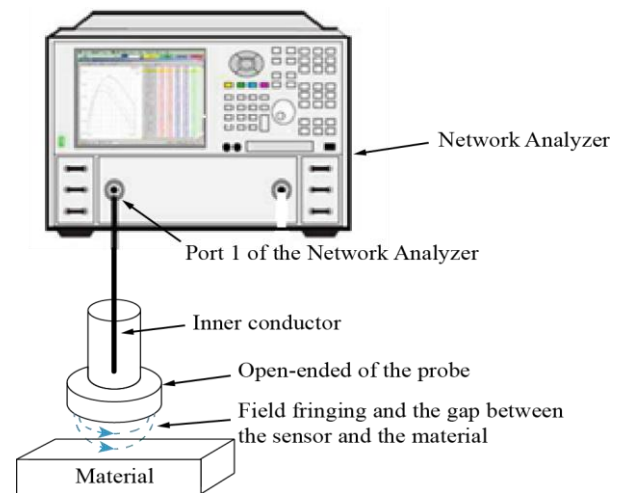 Network Analyzer
Port 1 of the Network Analyzer
Inner conductor
Open-ended of the probe
Field fringing and the gap between
the sensor and the material
Material